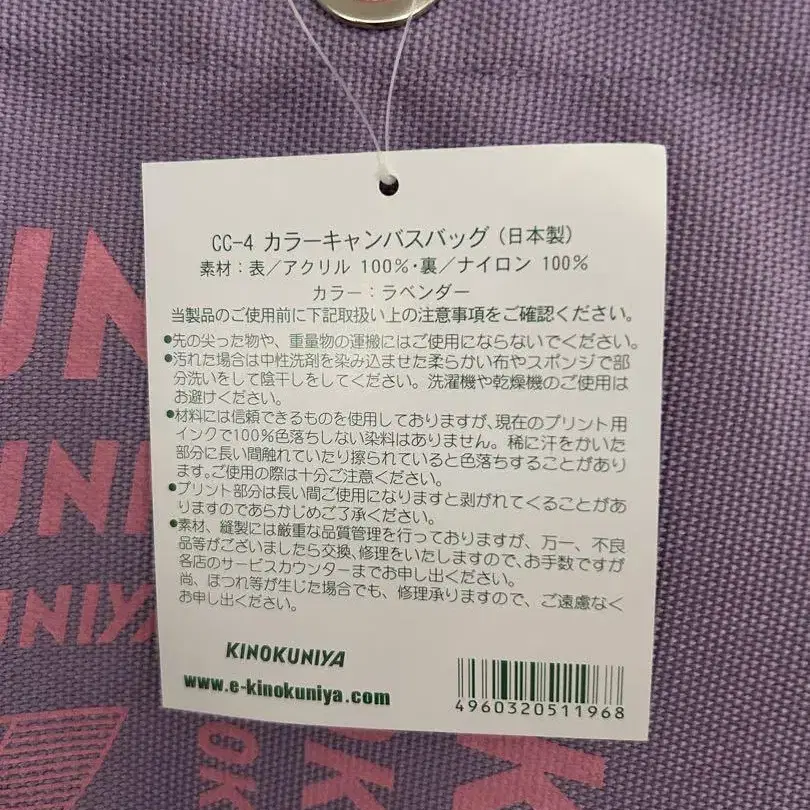 CC-4 カラーキャンバスバッグ（日本製）
素材：表／アクリル 100％・裏／ナイロン 100％
カラー：ラベンダー
当製品のご使用前に下記取扱い上の注意事項をご確認ください。
●先の尖った物や、重量物の運搬にはご使用にならないでください。
●汚れた場合は中性洗剤を染み込ませた柔らかい布やスポンジで部
分洗いをして陰干しをしてください。洗濯機や乾燥機のご使用は
お避けください。
●材料には信頼できるものを使用しておりますが、現在のプリント用
インクで100％色落ちしない染料はありません。稀に汗をかいた
部分に長い間触れていたり擦られていると色落ちすることがあり
ます。ご使用の際は十分ご注意ください。
●プリント部分は長い間ご使用になりますと剥がれてくることがあ
りますのであらかじめご了承ください。
●素材、縫製には厳重な品質管理を行っておりますが、万一、不良
品等がございましたら交換、修理をいたしますので、お手数ですが
各店のサービスカウンターまでお申し出ください。
尚、ほつれ等が生じた場合でも、修理承りますので、ご遠慮なく
お申し出ください。
KINOKUNIYA
www.e-kinokuniya.com
4960320511968
UN
UNI
UNIYA
OK
K
K